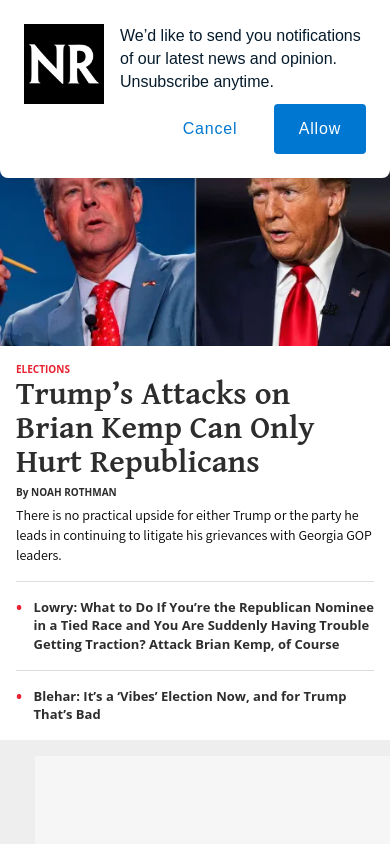 NR
We’d like to send you notifications
of our latest news and opinion.
Unsubscribe anytime.
Cancel
Allow
ELECTIONS
Trump’s Attacks on
Brian Kemp Can Only
Hurt Republicans
By NOAH ROTHMAN
There is no practical upside for either Trump or the party he
leads in continuing to litigate his grievances with Georgia GOP
leaders.
Lowry: What to Do If You’re the Republican Nominee
in a Tied Race and You Are Suddenly Having Trouble
Getting Traction? Attack Brian Kemp, of Course
Blehar: It’s a ‘Vibes’ Election Now, and for Trump
That’s Bad